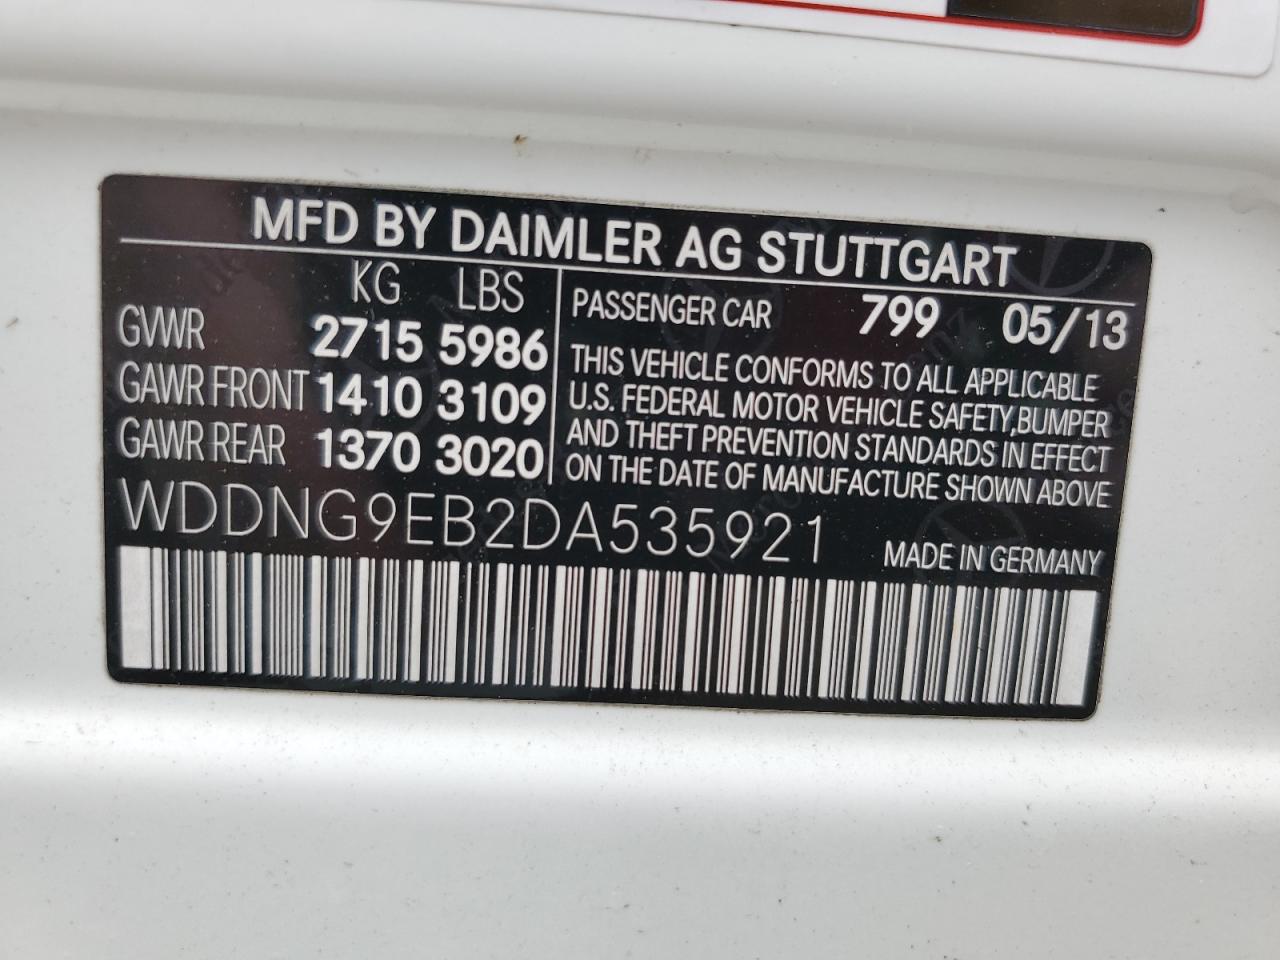 MFD BY DAIMLER AG STUTTGART
KG LBS
GVWR 2715 5986
GAWR FRONT 1410 3109
GAWR REAR 1370 3020
PASSENGER CAR 799 05/13
THIS VEHICLE CONFORMS TO ALL APPLICABLE
U.S. FEDERAL MOTOR VEHICLE SAFETY,BUMPER
AND THEFT PREVENTION STANDARDS IN EFFECT
ON THE DATE OF MANUFACTURE SHOWN ABOVE
WDDNG9EB2DA535921
MADE IN GERMANY